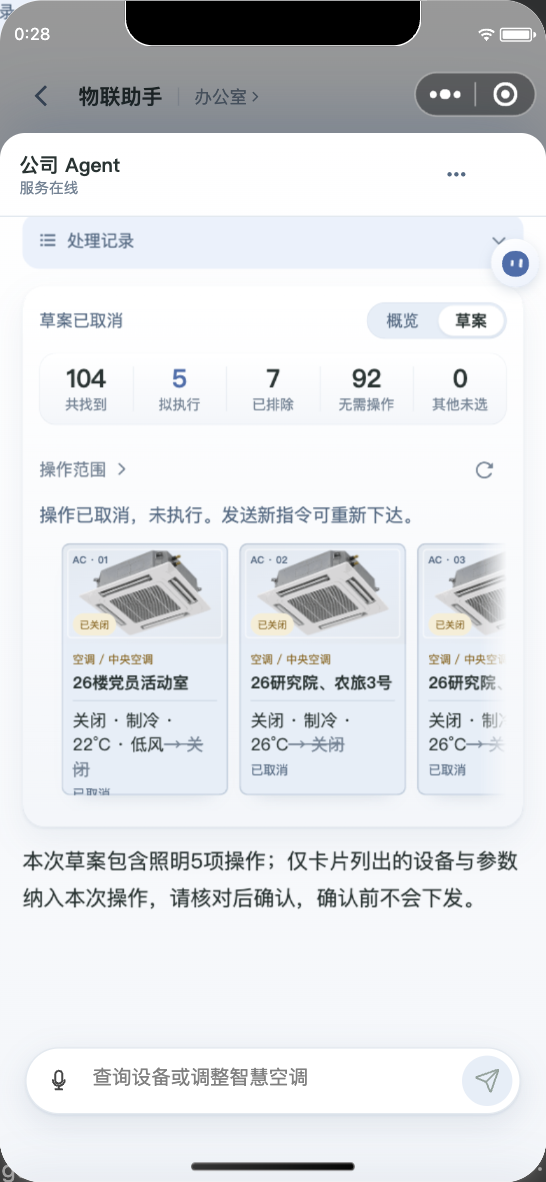 录
0:28
物联助手
办公室
公司 Agent
服务在线
处理记录
草案已取消
概览
草案
104
5
7
92
0
共找到
拟执行
已排除
无需操作
其他未选
操作范围
操作已取消，未执行。发送新指令可重新下达。
AC · 01
已关闭
空调 / 中央空调
26楼党员活动室
关闭 · 制冷 ·
22°C · 低风→ 关
闭
已取消
AC · 02
已关闭
空调 / 中央空调
26研究院、农旅3号
关闭 · 制冷 ·
26°C→ 关闭
已取消
AC · 03
已关闭
空调 / 中央空
26研究院、
关闭 · 制
26°C→ 关
已取消
本次草案包含照明5项操作；仅卡片列出的设备与参数
纳入本次操作，请核对后确认，确认前不会下发。
查询设备或调整智慧空调